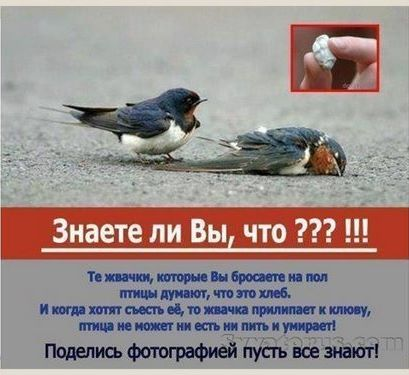 Знаете ли Вы, что ??? !!!
Те жвачки, которые Вы бросаете на пол
птицы думают, что это хлеб.
И когда хотят съесть её, то жвачка прилипает к клюву,
птица не может ни есть ни пить и умирает!
Поделись фотографией пусть все знают!